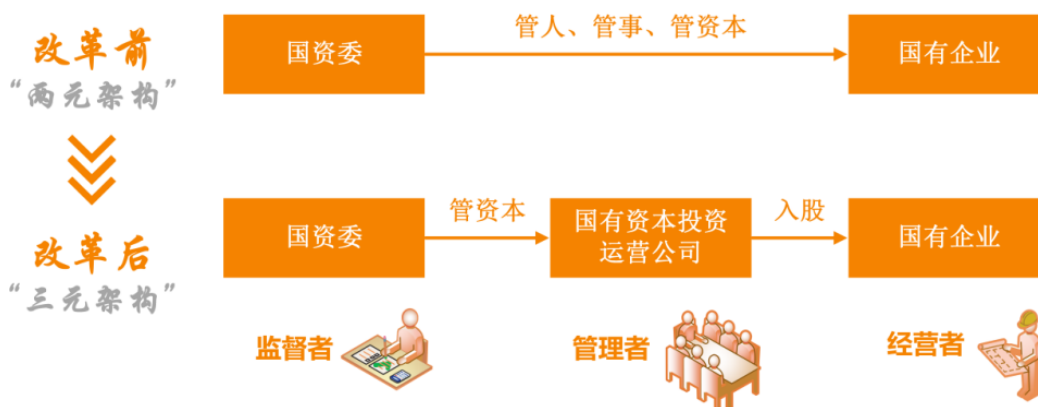 改革前
“两元架构”
国资委
管人、管事、管资本
国有企业
改革后
“三元架构”
国资委
管资本
国有资本投资
运营公司
入股
国有企业
监督者
管理者
经营者